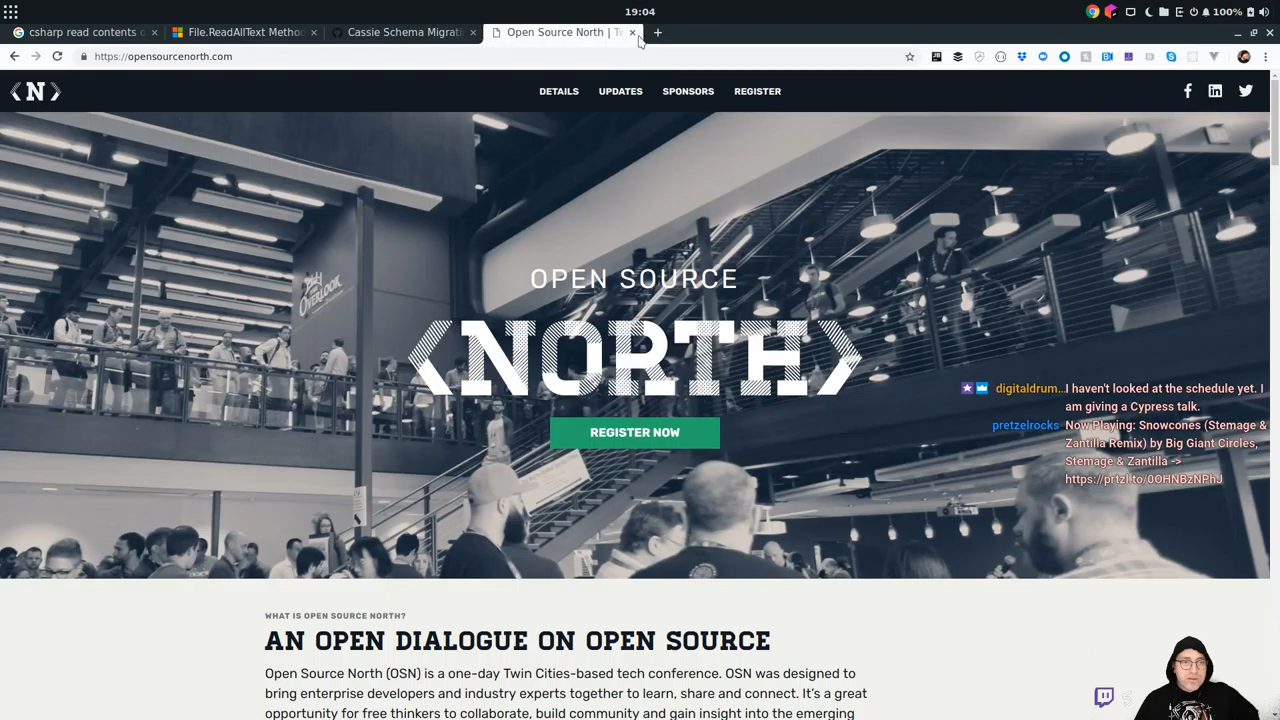 19:04
100%
csharp read contents o
File.ReadAllText Metho
Cassie Schema Migrati
Open Source North | Tw
https://opensourcenorth.com
N
DETAILS
UPDATES
SPONSORS
REGISTER
The OVERLOOK
OPEN SOURCE
NORTH
REGISTER NOW
digitaldrum... I haven't looked at the schedule yet. I
am giving a Cypress talk.
pretzelrocks Now Playing: Snowcones (Stemage &
Zantilla Remix) by Big Giant Circles,
Stemage & Zantilla ->
https://prtzl.to/0OHNBzNPhJ
WHAT IS OPEN SOURCE NORTH?
AN OPEN DIALOGUE ON OPEN SOURCE
Open Source North (OSN) is a one-day Twin Cities-based tech conference. OSN was designed to
bring enterprise developers and industry experts together to learn, share and connect. It's a great
opportunity for free thinkers to collaborate, build community and gain insight into the emerging